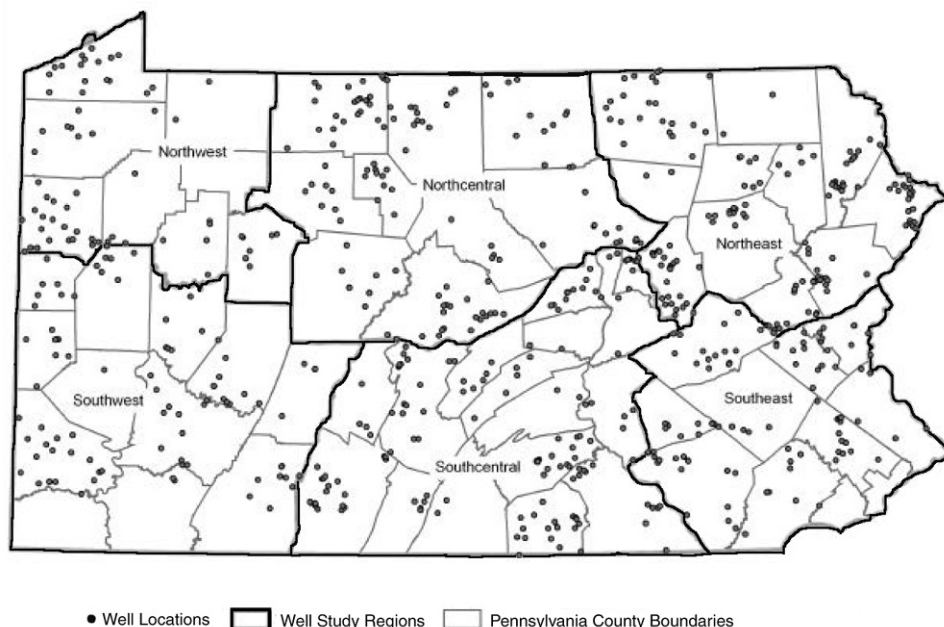 Northwest
Northcentral
Northeast
Southwest
Southeast
Southcentral
Well Locations Well Study Regions Pennsylvania County Boundaries